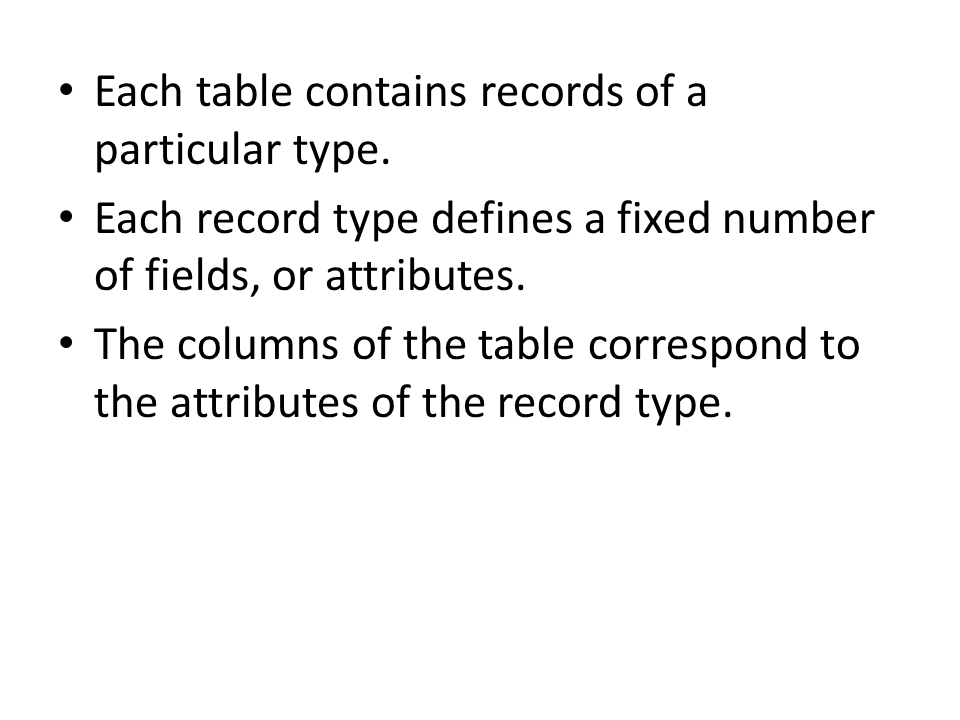 • Each table contains records of a
particular type.
• Each record type defines a fixed number
of fields, or attributes.
• The columns of the table correspond to
the attributes of the record type.